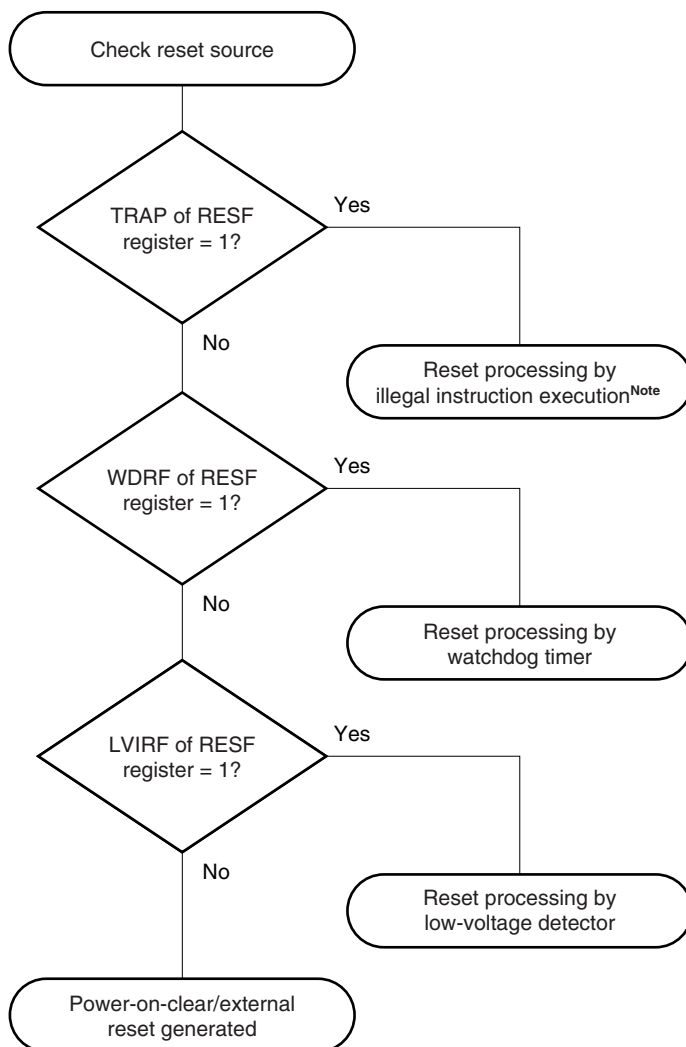 Check reset source
TRAP of RESF
register = 1?
Yes
No
Reset processing by
illegal instruction executionNote
WDRF of RESF
register = 1?
Yes
No
Reset processing by
watchdog timer
LVIRF of RESF
register = 1?
Yes
No
Reset processing by
low-voltage detector
Power-on-clear/external
reset generated